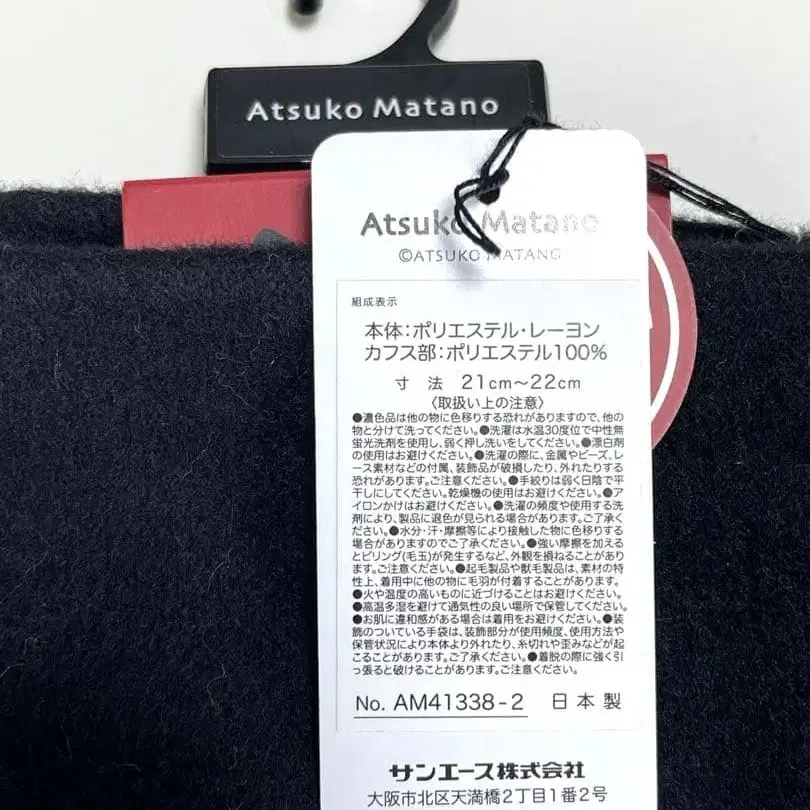 Atsuko Matano
Atsuko Matano
©ATSUKO MATANO
組成表示
本体:ポリエステル・レーヨン
カフス部:ポリエステル100%
寸 法 21cm～22cm
〈取扱い上の注意〉
●濃色品は他の物に色移りする恐れがありますので、他の
物と分けて洗ってください。●洗濯は水温30度位で中性無
蛍光洗剤を使用し、弱く押し洗いをしてください。●漂白剤
の使用はお避けください。●洗濯の際に、金属やビーズ、レ
ース素材などの付属、装飾品が破損したり、外れたりする
恐れがあります。ご注意ください。●手絞りは弱く日陰で平
干しにしてください。乾燥機の使用はお避けください。●ア
イロンかけはお避けください。●洗濯の頻度や使用する洗
剤により、製品に退色が見られる場合があります。ご了承く
ださい。●水分・汗・摩擦等により接触した物に色移りする
場合がありますのでご了承ください。●強い摩擦を加える
とピリング(毛玉)が発生するなど、外観を損ねることがあり
ます。ご注意ください。●起毛製品や獣毛製品は、素材の特
性上、着用中に他の物に毛羽が付着することがあります。
●火や温度の高いものに近づけることはお避けください。
●高温多湿を避けて通気性の良い場所で保管してください。
●お肌に違和感がある場合は着用をお避けください。●装
飾のついている手袋は、装飾部分が使用頻度、使用方法や
保管状況により本体より外れたり、糸切れや歪みなどが起
こることがあります。ご注意ください。●着脱の際に強く引
っ張ると破けることがあります。ご注意ください。
No. AM41338-2 日本製
サンエース株式会社
大阪市北区天満橋2丁目1番2号